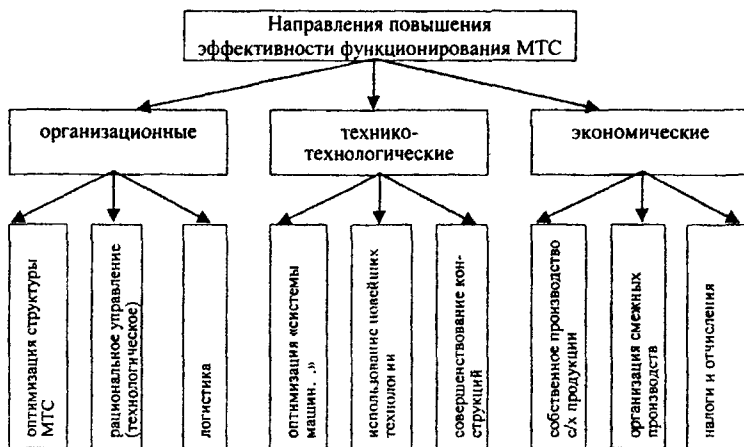 Направления повышения
эффективности функционирования МТС
организационные
технико-
технологические
экономические
оптимизация структуры
МТС
рациональное управление
(технологическое)
логистика
оптимизация «системы
машин. .»
использование новейших
технологии
совершенствование кон-
струкций
собственное производство
с/х продукции
организация смежных
производств
налоги и отчисления